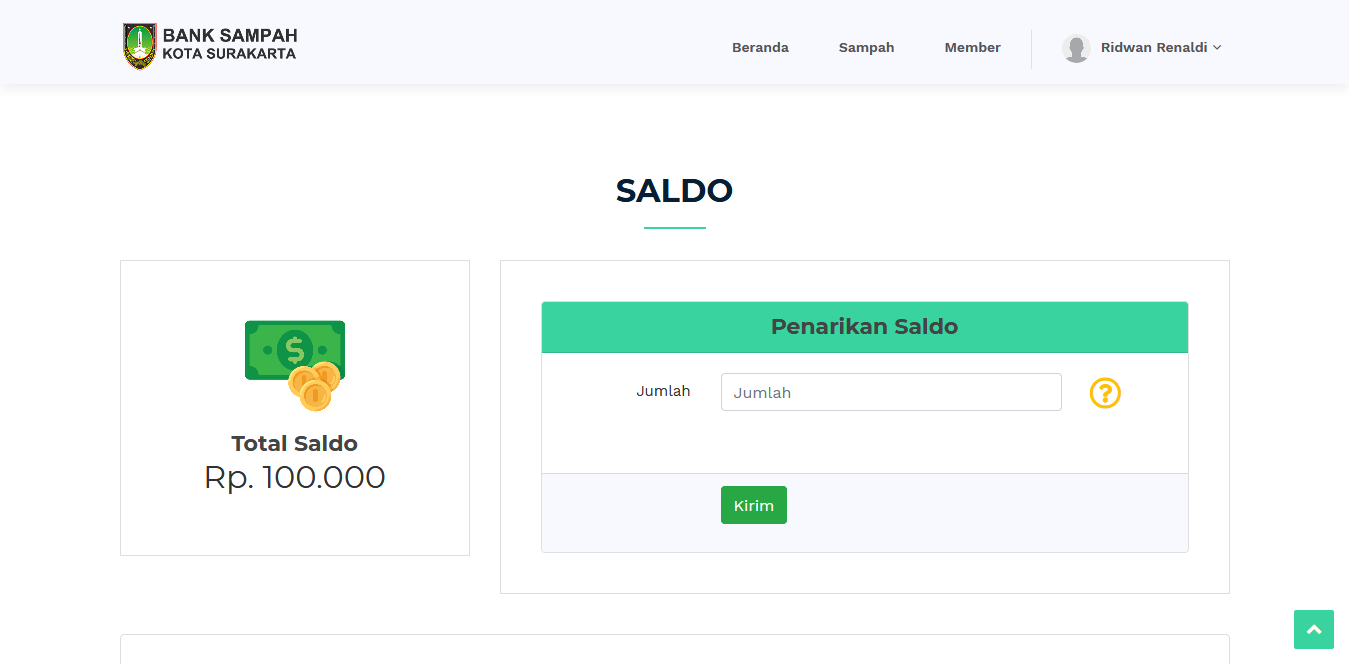 BANK SAMPAH
KOTA SURAKARTA
Beranda
Sampah
Member
Ridwan Renaldi
SALDO
Total Saldo
Rp. 100.000
Penarikan Saldo
Jumlah
Jumlah
Kirim